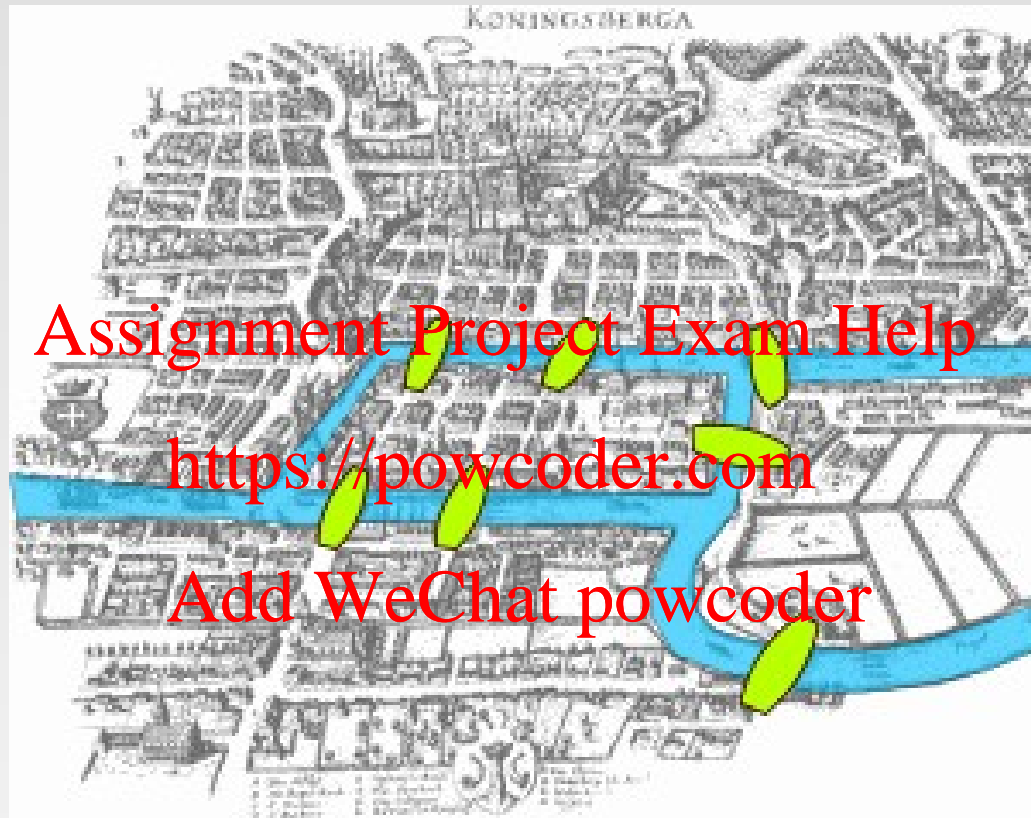 KONINGSBERGA
Assignment Project Exam Help
https://powcoder.com
Add WeChat powcoder